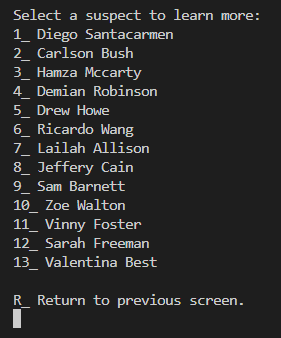 Select a suspect to learn more:
1_ Diego Santacarmen
2_ Carlson Bush
3_ Hamza Mccarty
4_ Demian Robinson
5_ Drew Howe
6_ Ricardo Wang
7_ Lailah Allison
8_ Jeffery Cain
9_ Sam Barnett
10_ Zoe Walton
11_ Vinny Foster
12_ Sarah Freeman
13_ Valentina Best
R_ Return to previous screen.